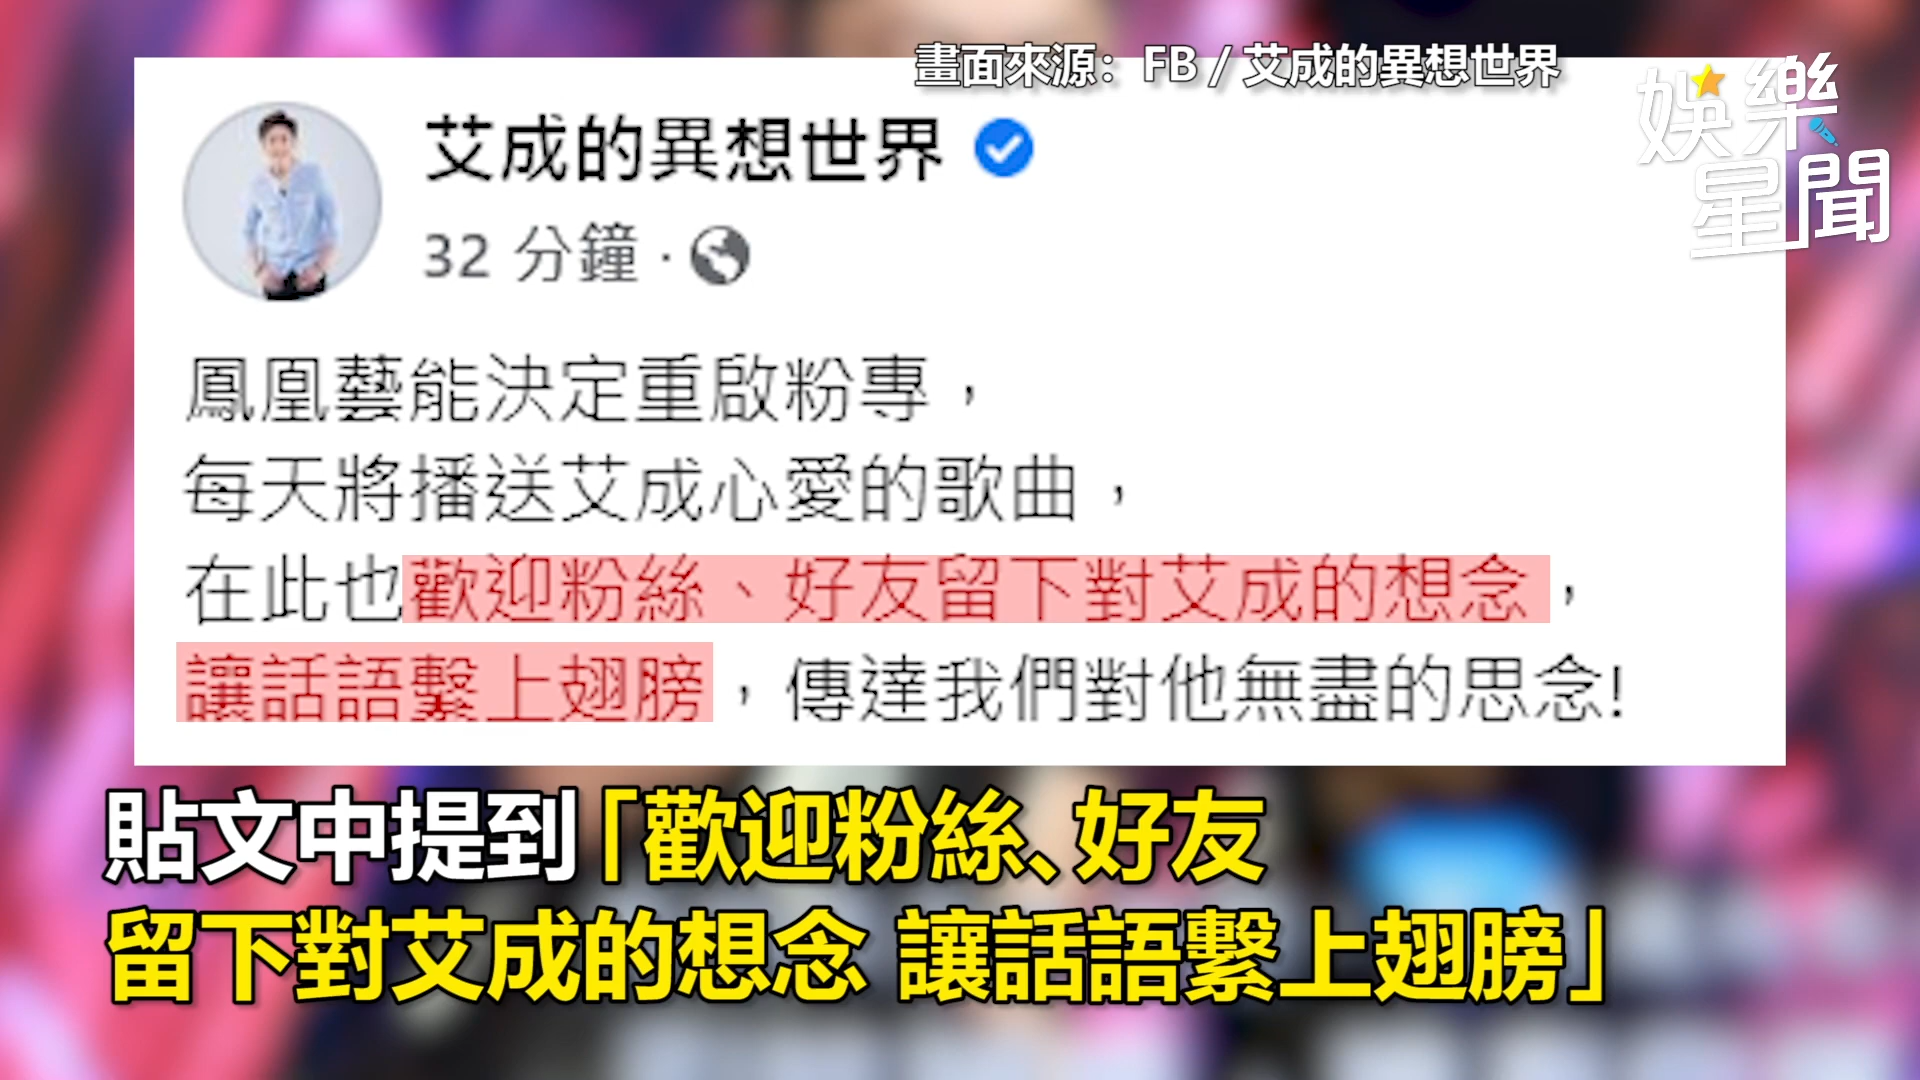 畫面來源：FB / 艾成的異想世界
娛樂
星聞
艾成的異想世界
32 分鐘 ·
鳳凰藝能決定重啟粉專，
每天將播送艾成心愛的歌曲，
在此也歡迎粉絲、好友留下對艾成的想念，
讓話語繫上翅膀，傳達我們對他無盡的思念!
貼文中提到「歡迎粉絲、好友
留下對艾成的想念 讓話語繫上翅膀」